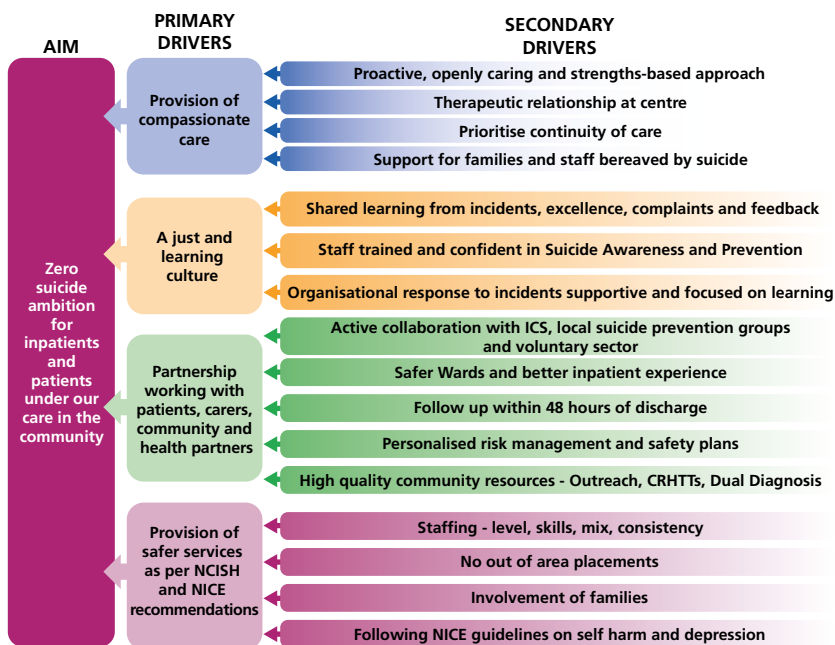 AIM
PRIMARY
DRIVERS
SECONDARY
DRIVERS
Zero
suicide
ambition
for
inpatients
and
patients
under our
care in the
community
Provision of
compassionate
care
Proactive, openly caring and strengths-based approach
Therapeutic relationship at centre
Prioritise continuity of care
Support for families and staff bereaved by suicide
A just and
learning
culture
Shared learning from incidents, excellence, complaints and feedback
Staff trained and confident in Suicide Awareness and Prevention
Organisational response to incidents supportive and focused on learning
Partnership
working with
patients, carers,
community and
health partners
Active collaboration with ICS, local suicide prevention groups
and voluntary sector
Safer Wards and better inpatient experience
Follow up within 48 hours of discharge
Personalised risk management and safety plans
High quality community resources - Outreach, CRHTTs, Dual Diagnosis
Provision of
safer services
as per NCISH
and NICE
recommendations
Staffing - level, skills, mix, consistency
No out of area placements
Involvement of families
Following NICE guidelines on self harm and depression